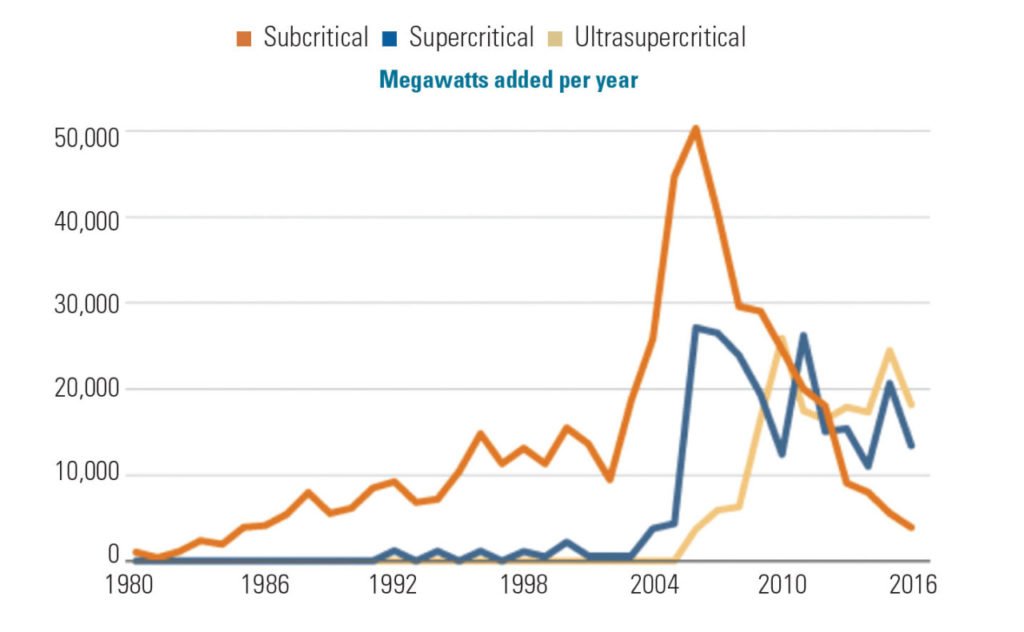 Subcritical Supercritical Ultrasupercritical
Megawatts added per year
50,000
40,000
30,000
20,000
10,000
0
1980 1986 1992 1998 2004 2010 2016